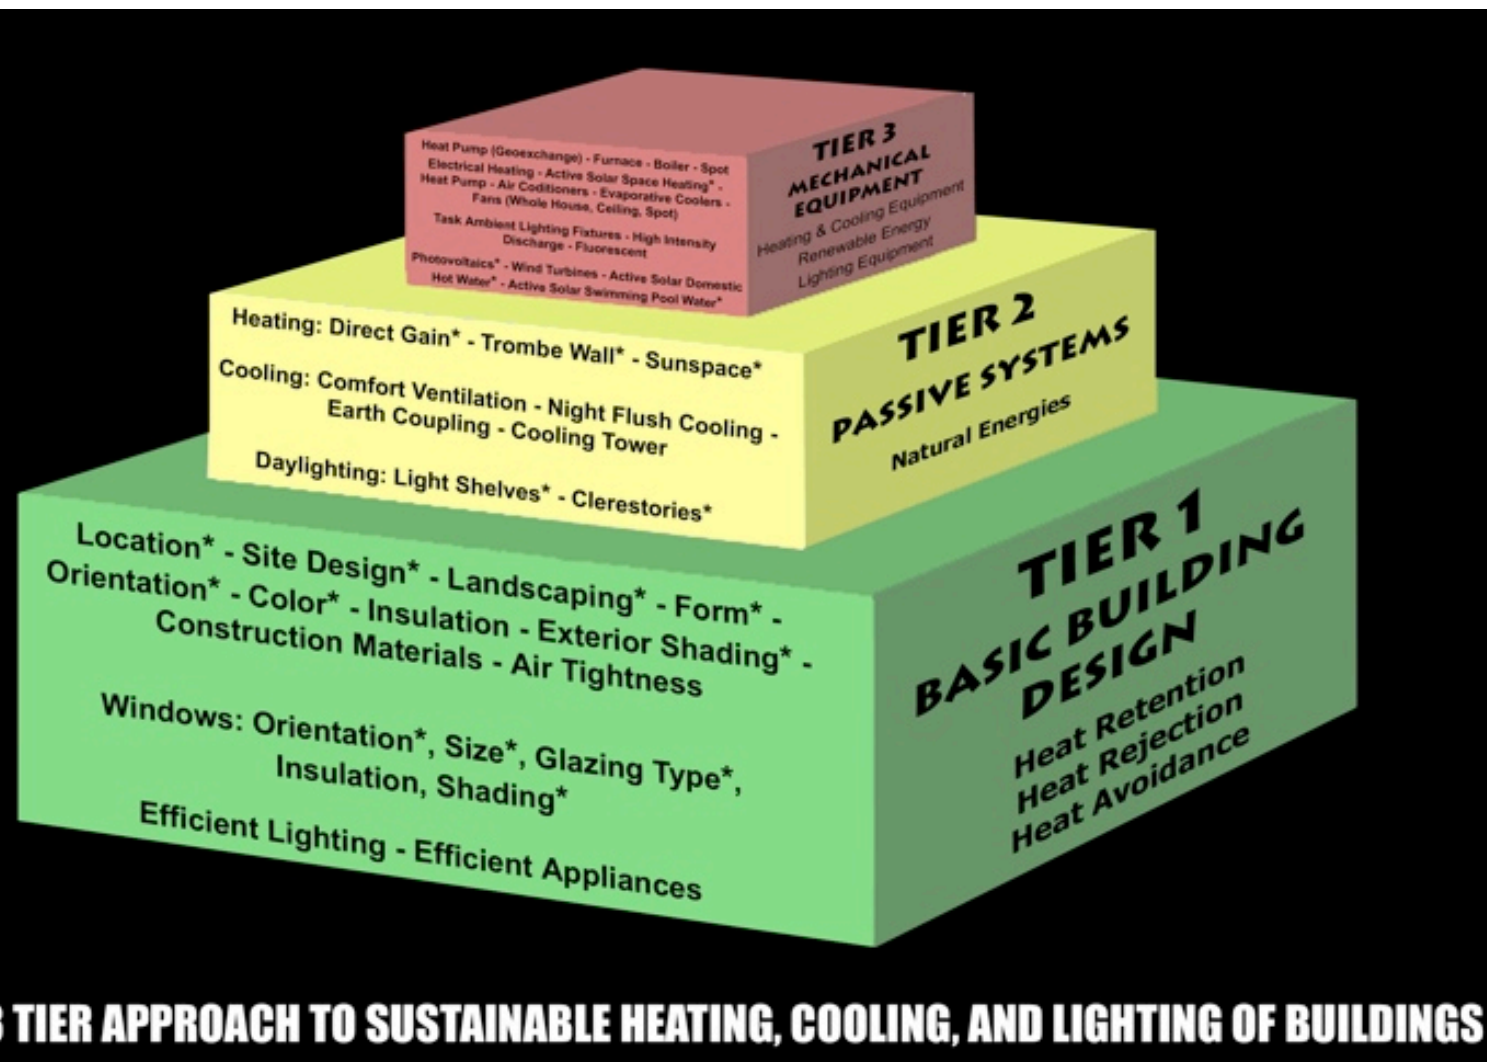 Heat Pump (Geoexchange) - Furnace - Boiler - Spot
Electrical Heating - Active Solar Space Heating* -
Heat Pump - Air Coditioners - Evaporative Coolers -
Fans (Whole House, Ceiling, Spot)
Task Ambient Lighting Fixtures - High Intensity
Discharge - Fluorescent
Photovoltaics* - Wind Turbines - Active Solar Domestic
Hot Water* - Active Solar Swimming Pool Water*
TIER 3
MECHANICAL
EQUIPMENT
Heating & Cooling Equipment
Renewable Energy
Lighting Equipment
Heating: Direct Gain* - Trombe Wall* - Sunspace*
Cooling: Comfort Ventilation - Night Flush Cooling -
Earth Coupling - Cooling Tower
Daylighting: Light Shelves* - Clerestories*
TIER 2
PASSIVE SYSTEMS
Natural Energies
Location* - Site Design* - Landscaping* - Form* -
Orientation* - Color* - Insulation - Exterior Shading* -
Construction Materials - Air Tightness
Windows: Orientation*, Size*, Glazing Type*,
Insulation, Shading*
Efficient Lighting - Efficient Appliances
TIER 1
BASIC BUILDING
DESIGN
Heat Retention
Heat Rejection
Heat Avoidance
3 TIER APPROACH TO SUSTAINABLE HEATING, COOLING, AND LIGHTING OF BUILDINGS